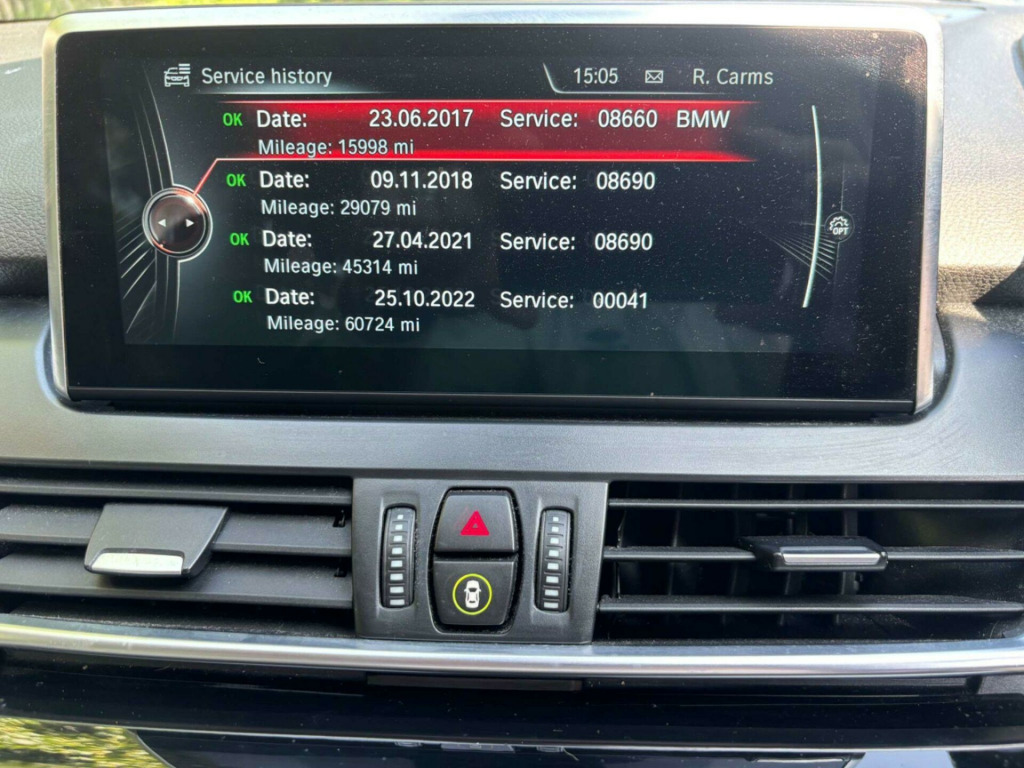 Service history 15:05 R. Carms
OK Date: 23.06.2017 Service: 08660 BMW
Mileage: 15998 mi
OK Date: 09.11.2018 Service: 08690
Mileage: 29079 mi
OPT
OK Date: 27.04.2021 Service: 08690
Mileage: 45314 mi
OK Date: 25.10.2022 Service: 00041
Mileage: 60724 mi